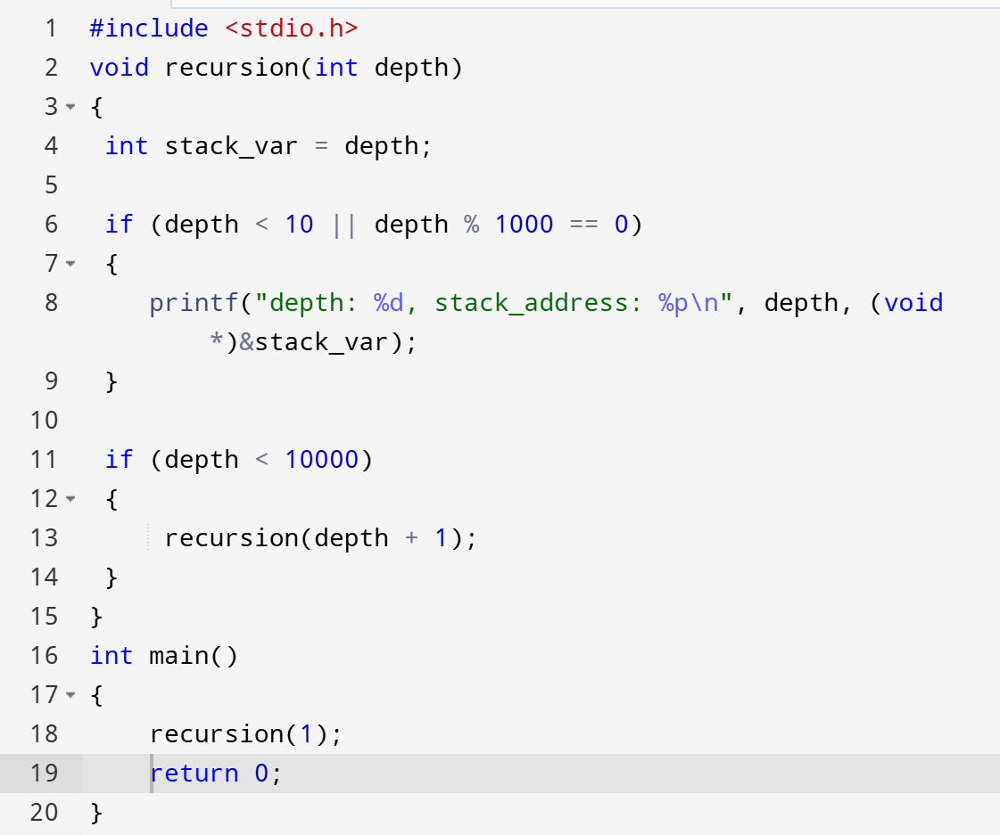 1 #include <stdio.h>
2 void recursion(int depth)
3 {
4  int stack_var = depth;
5
6  if (depth < 10 || depth % 1000 == 0)
7  {
8     printf("depth: %d, stack_address: %p\n", depth, (void
        *)&stack_var);
9  }
10
11  if (depth < 10000)
12  {
13      recursion(depth + 1);
14  }
15 }
16 int main()
17 {
18     recursion(1);
19     return 0;
20 }